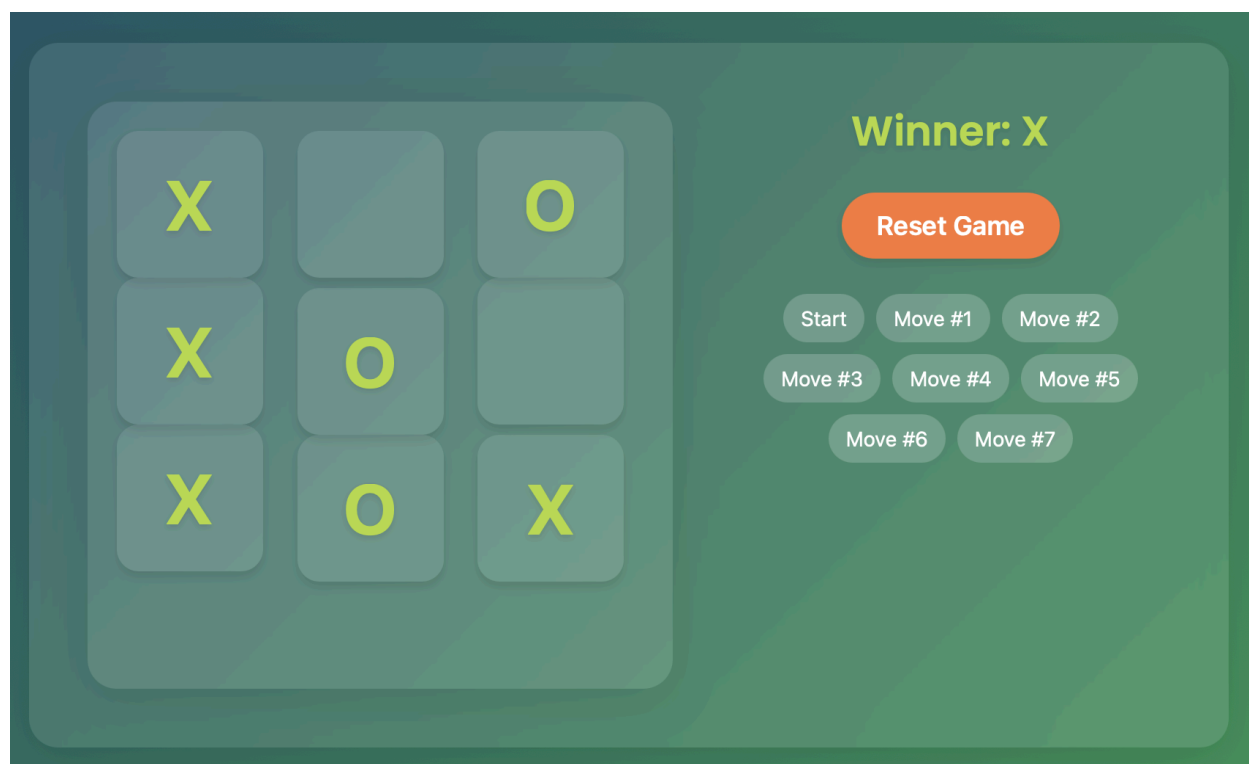 X O
X O
X O X
Winner: X
Reset Game
Start Move #1 Move #2
Move #3 Move #4 Move #5
Move #6 Move #7